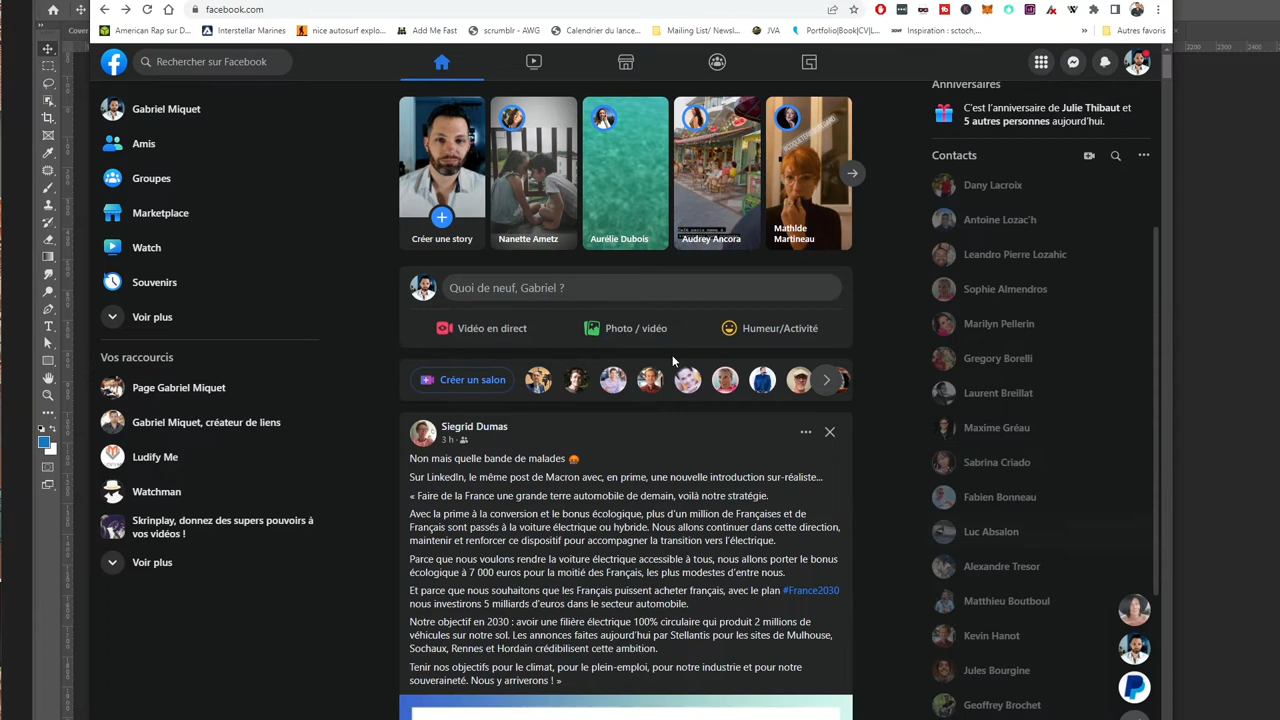 facebook.com
Cover
American Rap sur D...
Interstellar Marines
nice autosurf explo...
Add Me Fast
scrumblr - AWG
Calendrier du lance...
Mailing List/ Newsl...
JVA
Portfolio|Book|CV|L...
Inspiration : sctoch,...
»
Autres favoris
2200
2300
2400
Rechercher sur Facebook
Gabriel Miquet
Amis
Groupes
Marketplace
Watch
Souvenirs
Voir plus
Vos raccourcis
Page Gabriel Miquet
Gabriel Miquet, créateur de liens
Ludify Me
Watchman
Skrinplay, donnez des supers pouvoirs à
vos vidéos !
Voir plus
Créer une story
Nanette Ametz
Aurélie Dubois
Audrey Ancora
Mathilde
Martineau
Quoi de neuf, Gabriel ?
Vidéo en direct
Photo / vidéo
Humeur/Activité
Créer un salon
Siegrid Dumas
3 h ·
Non mais quelle bande de malades
Sur LinkedIn, le même post de Macron avec, en prime, une nouvelle introduction sur-réaliste...
« Faire de la France une grande terre automobile de demain, voilà notre stratégie.
Avec la prime à la conversion et le bonus écologique, plus d'un million de Françaises et de
Français sont passés à la voiture électrique ou hybride. Nous allons continuer dans cette direction,
maintenir et renforcer ce dispositif pour accompagner la transition vers l'électrique.
Parce que nous voulons rendre la voiture électrique accessible à tous, nous allons porter le bonus
écologique à 7 000 euros pour la moitié des Français, les plus modestes d'entre nous.
Et parce que nous souhaitons que les Français puissent acheter français, avec le plan #France2030
nous investirons 5 milliards d'euros dans le secteur automobile.
Notre objectif en 2030 : avoir une filière électrique 100% circulaire qui produit 2 millions de
véhicules sur notre sol. Les annonces faites aujourd'hui par Stellantis pour les sites de Mulhouse,
Sochaux, Rennes et Hordain crédibilisent cette ambition.
Tenir nos objectifs pour le climat, pour le plein-emploi, pour notre industrie et pour notre
souveraineté. Nous y arriverons ! »
Anniversaires
C'est l'anniversaire de Julie Thibaut et
5 autres personnes aujourd'hui.
Contacts
Dany Lacroix
Antoine Lozac'h
Leandro Pierre Lozahic
Sophie Almendros
Marilyn Pellerin
Gregory Borelli
Laurent Breillat
Maxime Gréau
Sabrina Criado
Fabien Bonneau
Luc Absalon
Alexandre Tresor
Matthieu Boutboul
Kevin Hanot
Jules Bourgine
Geoffrey Brochet